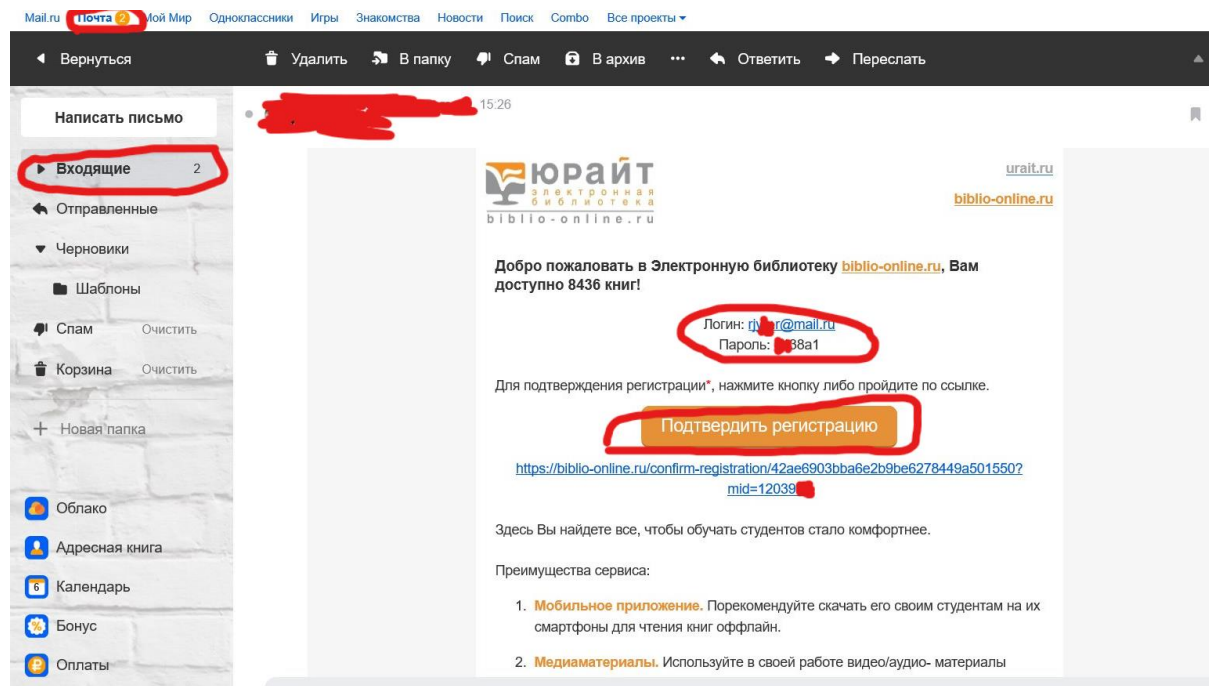 Mail.ru Почта 2 Мой Мир Одноклассники Игры Знакомства Новости Поиск Combo Все проекты
Вернуться Удалить В папку Спам В архив ... Ответить Переслать
Написать письмо
Входящие 2
Отправленные
Черновики
Шаблоны
Спам Очистить
Корзина Очистить
+ Новая папка
Облако
Адресная книга
6 Календарь
% Бонус
₽ Оплаты
15:26
юрайт
электронная
библиотека
biblio-online.ru
urait.ru
biblio-online.ru
Добро пожаловать в Электронную библиотеку biblio-online.ru, Вам
доступно 8436 книг!
Логин: @mail.ru
Пароль: 38a1
Для подтверждения регистрации*, нажмите кнопку либо пройдите по ссылке.
Подтвердить регистрацию
https://biblio-online.ru/confirm-registration/42ae6903bba6e2b9be6278449a501550?
mid=12039
Здесь Вы найдете все, чтобы обучать студентов стало комфортнее.
Преимущества сервиса:
1. Мобильное приложение. Порекомендуйте скачать его своим студентам на их
смартфоны для чтения книг оффлайн.
2. Медиаматериалы. Используйте в своей работе видео/аудио- материалы